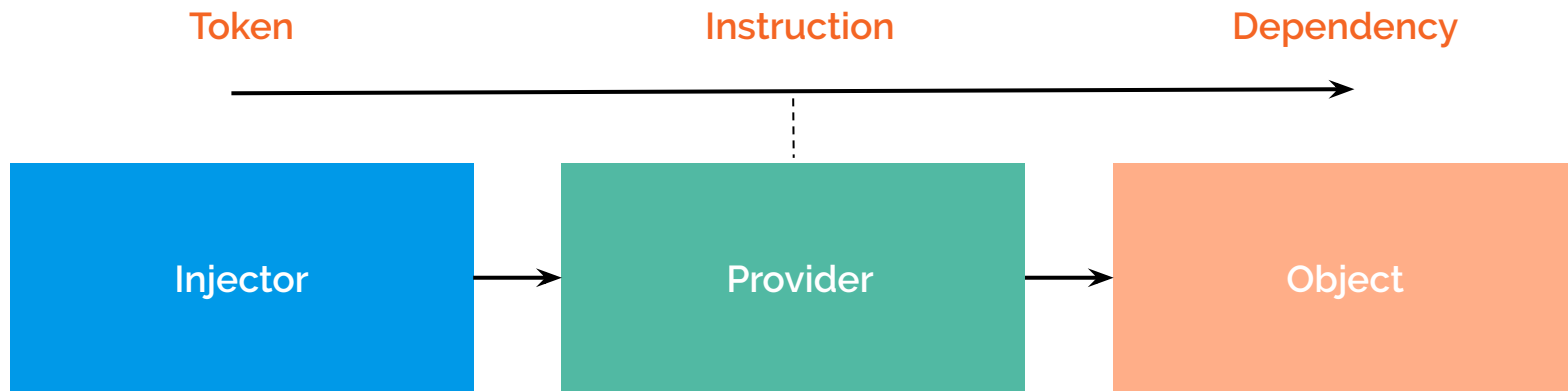 Token
Instruction
Dependency
Injector
Provider
Object